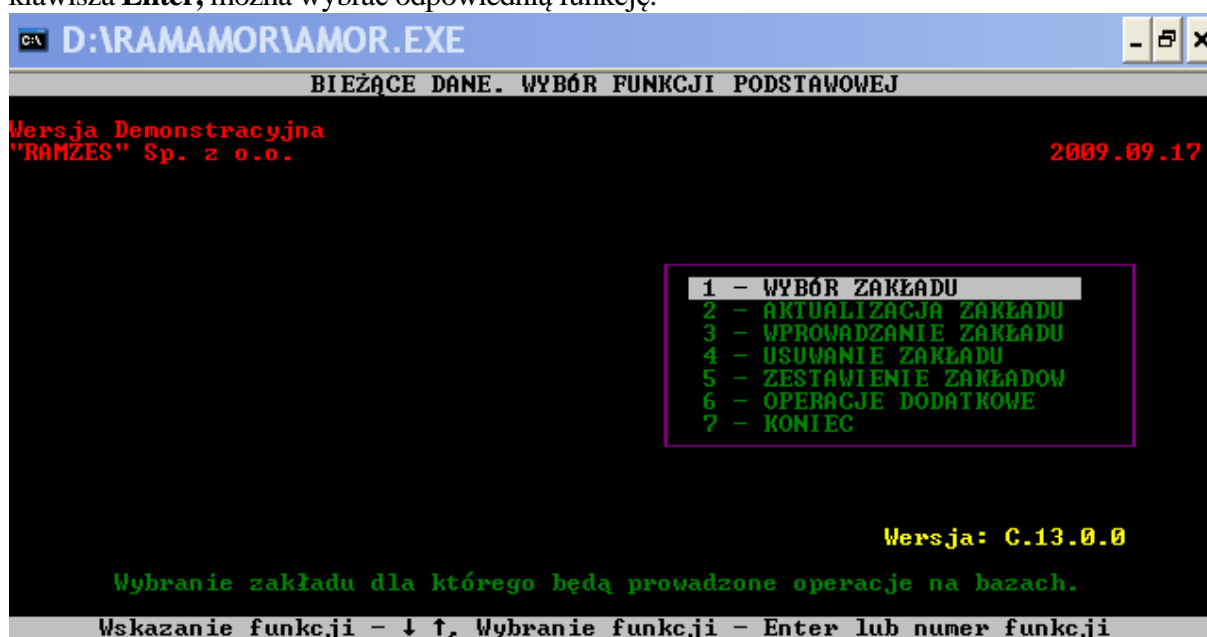 klawisza Enter, można wybrać odpowiednią funkcję.
D:\RAMAMOR\AMOR.EXE
BIEŻĄCE DANE. WYBÓR FUNKCJI PODSTAWOWEJ
Wersja Demonstracyjna
"RAMZES" Sp. z o.o. 2009.09.17
1 - WYBÓR ZAKŁADU
2 - AKTUALIZACJA ZAKŁADU
3 - WPROWADZANIE ZAKŁADU
4 - USUWANIE ZAKŁADU
5 - ZESTAWIENIE ZAKŁADOW
6 - OPERACJE DODATKOWE
7 - KONIEC
Wersja: C.13.0.0
Wybranie zakładu dla którego będą prowadzone operacje na bazach.
Wskazanie funkcji - ↓ ↑, Wybranie funkcji - Enter lub numer funkcji